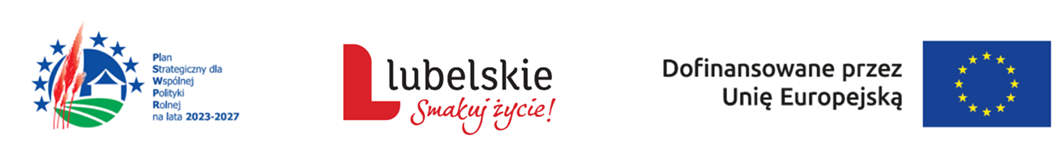 Plan
Strategiczny dla
Wspólnej
Polityki
Rolnej
na lata 2023-2027
lubelskie
Smakuj życie!
Dofinansowane przez
Unię Europejską